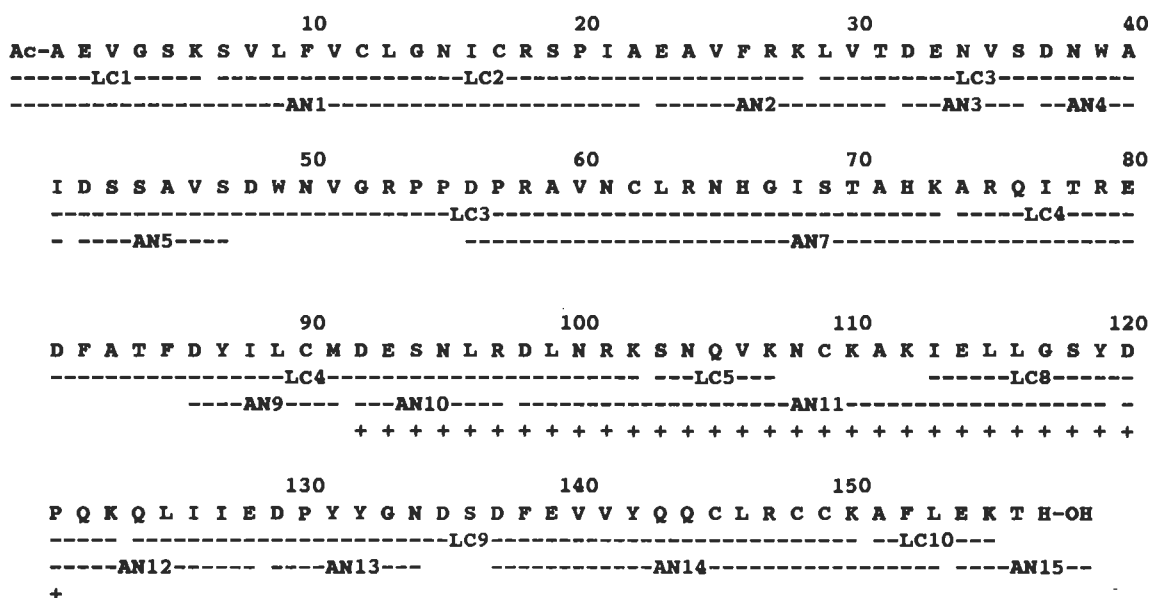 10 20 30 40
Ac-A E V G S K S V L F V C L G N I C R S P I A E A V F R K L V T D E N V S D N W A
------LC1------ ------------------LC2---------------------- -----------LC3-----------
--------------------AN1------------------------ -------AN2-------- ---AN3----- ---AN4--
50 60 70 80
I D S S A V S D W N V G R P P D P R A V N C L R N H G I S T A H K A R Q I T R E
-----------------------------LC3------------------------------------- -----LC4-----
- ----AN5------ ------------------------AN7----------------------
90 100 110 120
D F A T F D Y I L C M D E S N L R D L N R K S N Q V K N C K A K I E L L G S Y D
-----------------LC4------------------------ ---LC5---- ------LC8------
----AN9------ ---AN10------ --------------------AN11------------------- -
+ + + + + + + + + + + + + + + + + + + + + + + + + + + + +
130 140 150
P Q K Q L I I E D P Y Y G N D S D F E V V Y Q Q C L R C C K A F L E K T H-OH
----- -----------------------LC9---------------------------- --LC10-----
-----AN12-------- ----AN13------ ------------AN14----------------- ----AN15------
+